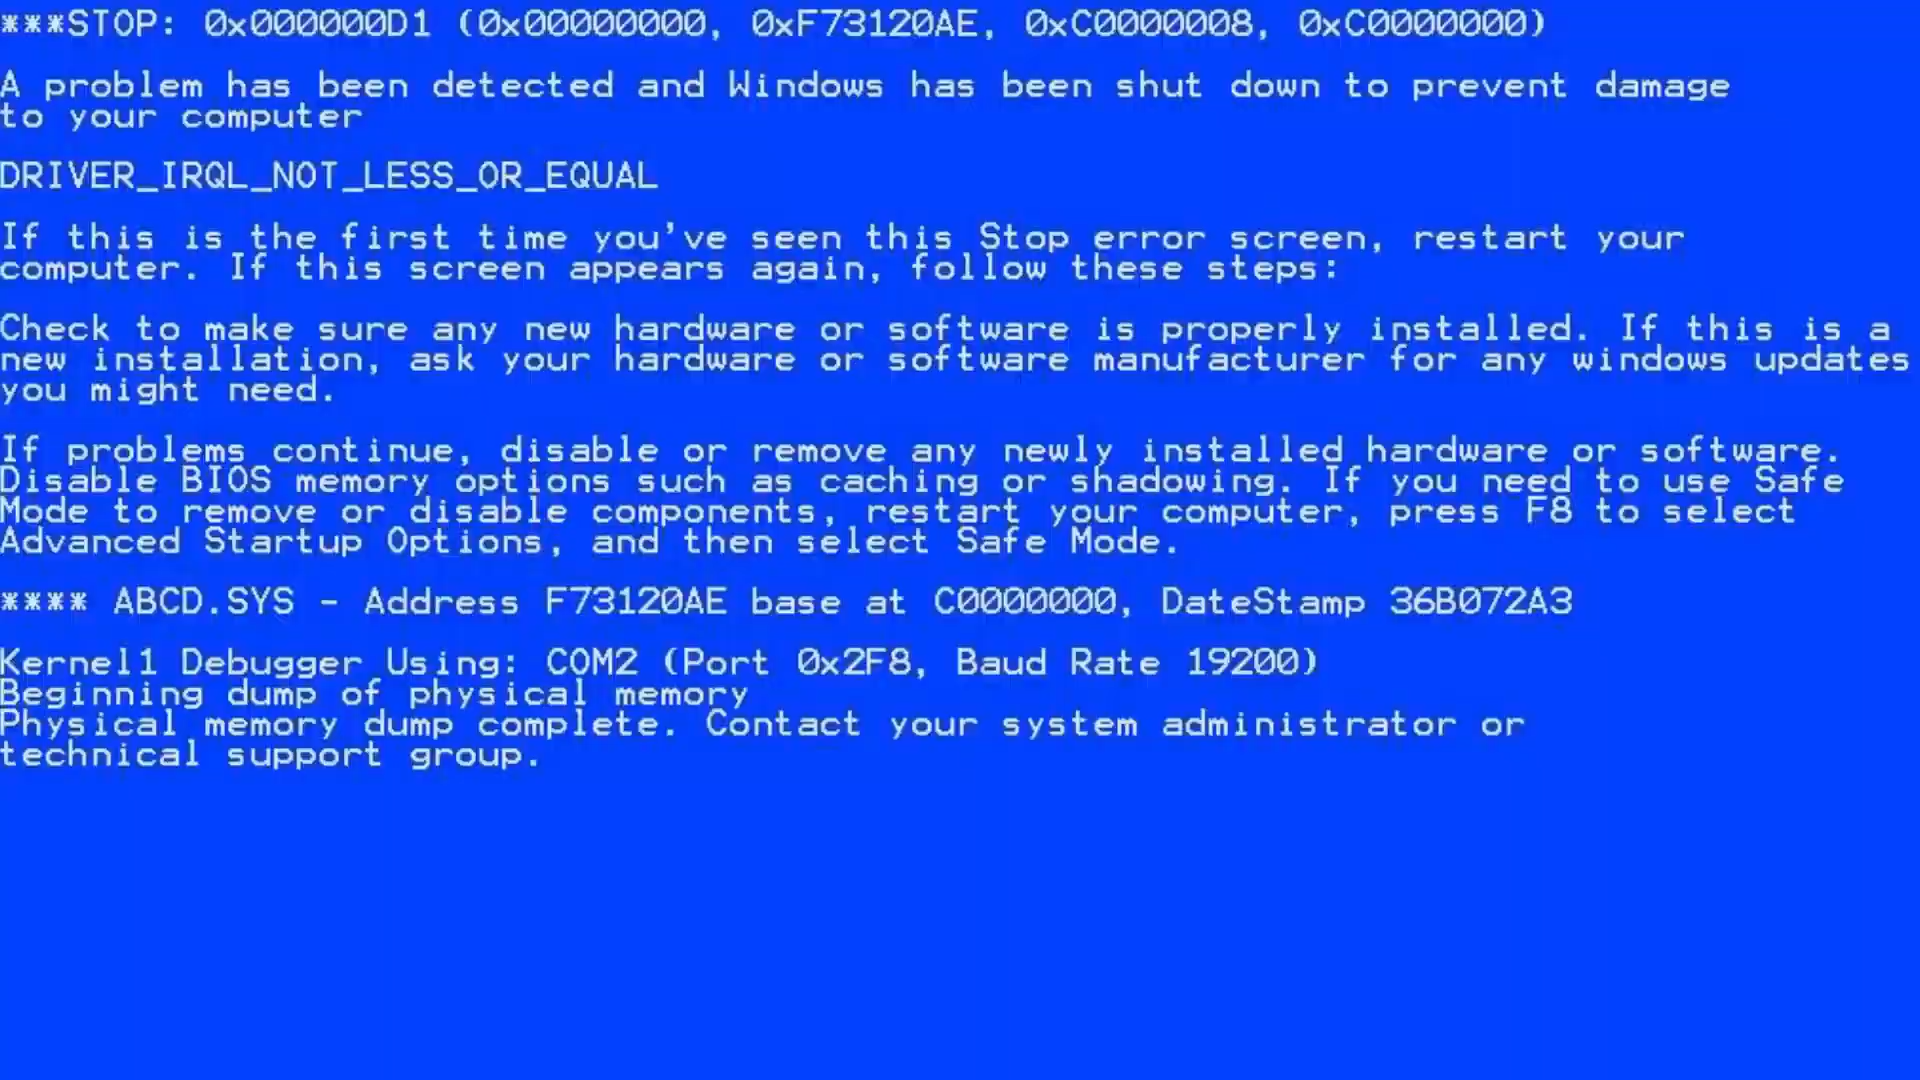 ***STOP: 0x000000D1 (0x00000000, 0xF73120AE, 0xC0000008, 0xC0000000)
A problem has been detected and Windows has been shut down to prevent damage
to your computer
DRIVER_IRQL_NOT_LESS_OR_EQUAL
If this is the first time you've seen this Stop error screen, restart your
computer. If this screen appears again, follow these steps:
Check to make sure any new hardware or software is properly installed. If this is a
new installation, ask your hardware or software manufacturer for any windows updates
you might need.
If problems continue, disable or remove any newly installed hardware or software.
Disable BIOS memory options such as caching or shadowing. If you need to use Safe
Mode to remove or disable components, restart your computer, press F8 to select
Advanced Startup Options, and then select Safe Mode.
**** ABCD.SYS - Address F73120AE base at C0000000, DateStamp 36B072A3
Kernel1 Debugger Using: COM2 (Port 0x2F8, Baud Rate 19200)
Beginning dump of physical memory
Physical memory dump complete. Contact your system administrator or
technical support group.